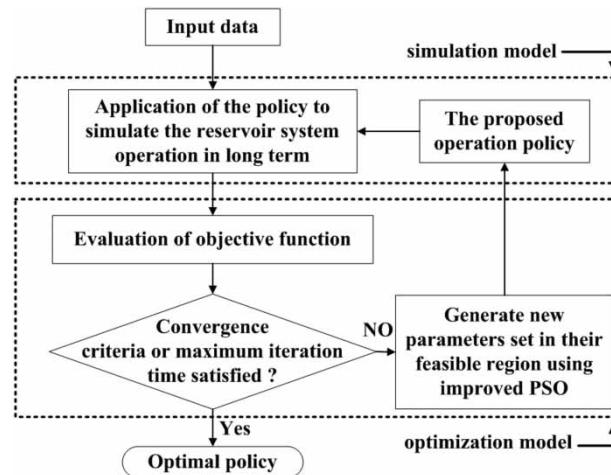 Input data
simulation model
Application of the policy to
simulate the reservoir system
operation in long term
The proposed
operation policy
Evaluation of objective function
Convergence
criteria or maximum iteration
time satisfied ?
NO
Generate new
parameters set in their
feasible region using
improved PSO
Yes
optimization model
Optimal policy